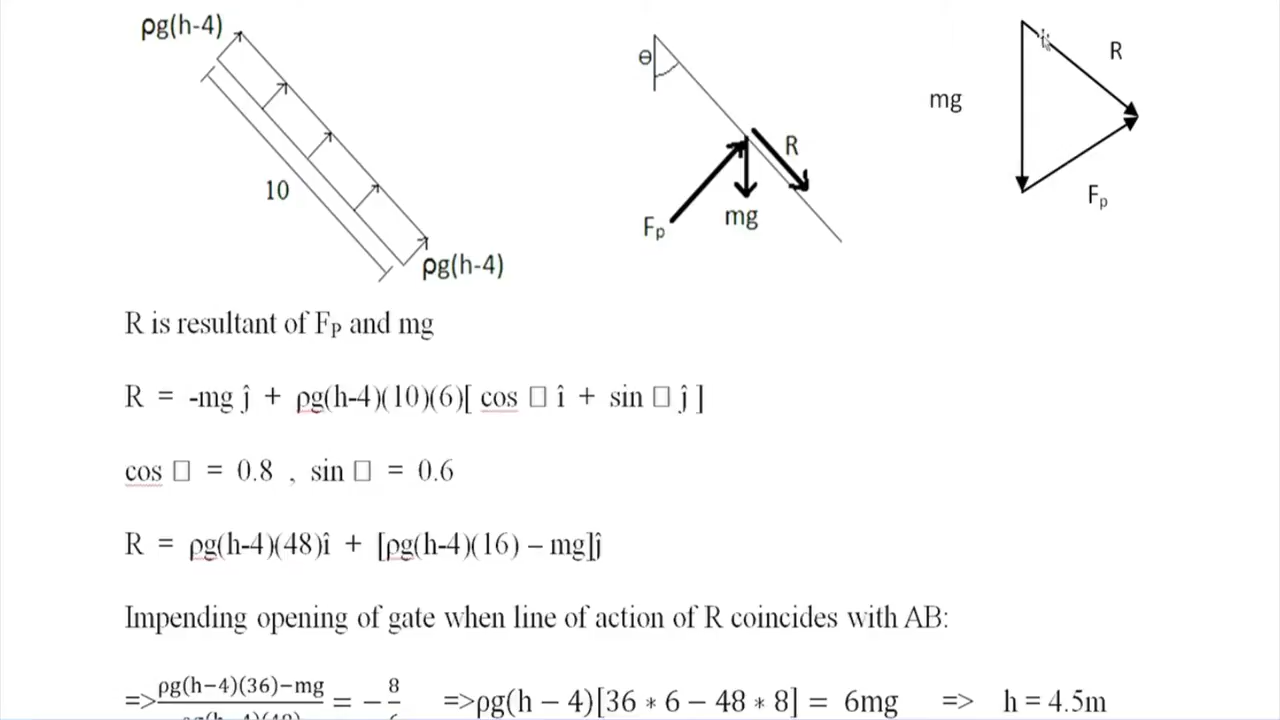 ρg(h-4)
10
ρg(h-4)
θ
R
mg
Fp
mg
R
Fp
R is resultant of FP and mg
R = -mg ĵ + ρg(h-4)(10)(6)[ cos □ î + sin □ ĵ ]
cos □ = 0.8 , sin □ = 0.6
R = ρg(h-4)(48)î + [ρg(h-4)(16) – mg]ĵ
Impending opening of gate when line of action of R coincides with AB:
=> ρg(h−4)(36)−mg = − 8 =>ρg(h − 4)[36 ∗ 6 − 48 ∗ 8] = 6mg => h = 4.5m